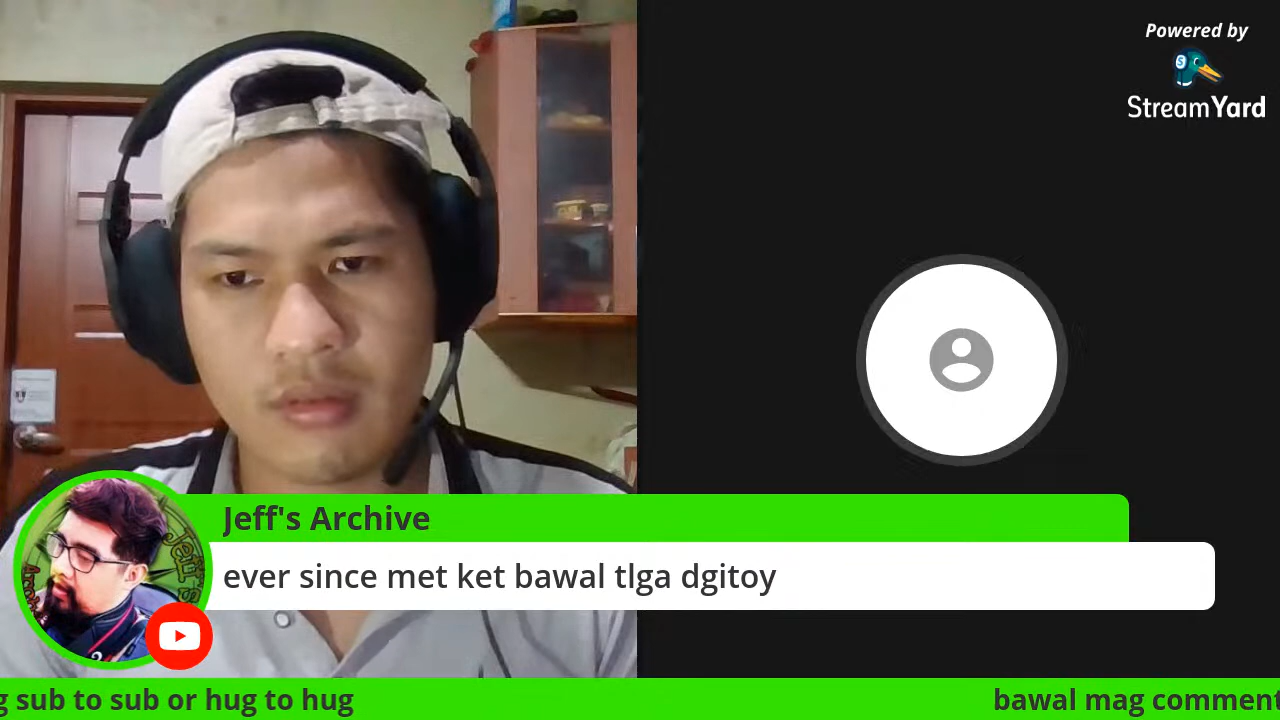 Powered by
StreamYard
Jeff's Archive
ever since met ket bawal tlga dgitoy
g sub to sub or hug to hug
bawal mag comment